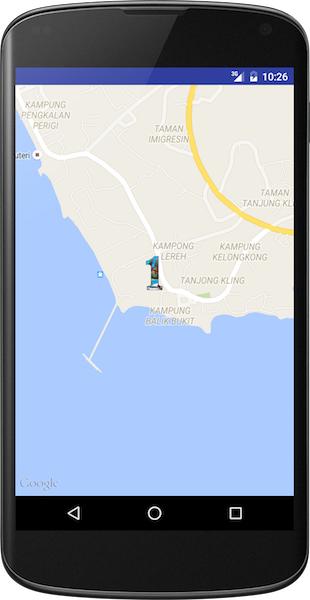 3G 10:26
KAMPUNG
PENGKALAN
PERIGI
TAMAN
IMIGRESIN
uteri
TAMAN
TANJUNG KL
KAMPONG
LEREH
KAMPUNG
KELONGKONG
1
TANJONG KLING
KAMPUNG
BALIK BUKIT
Google